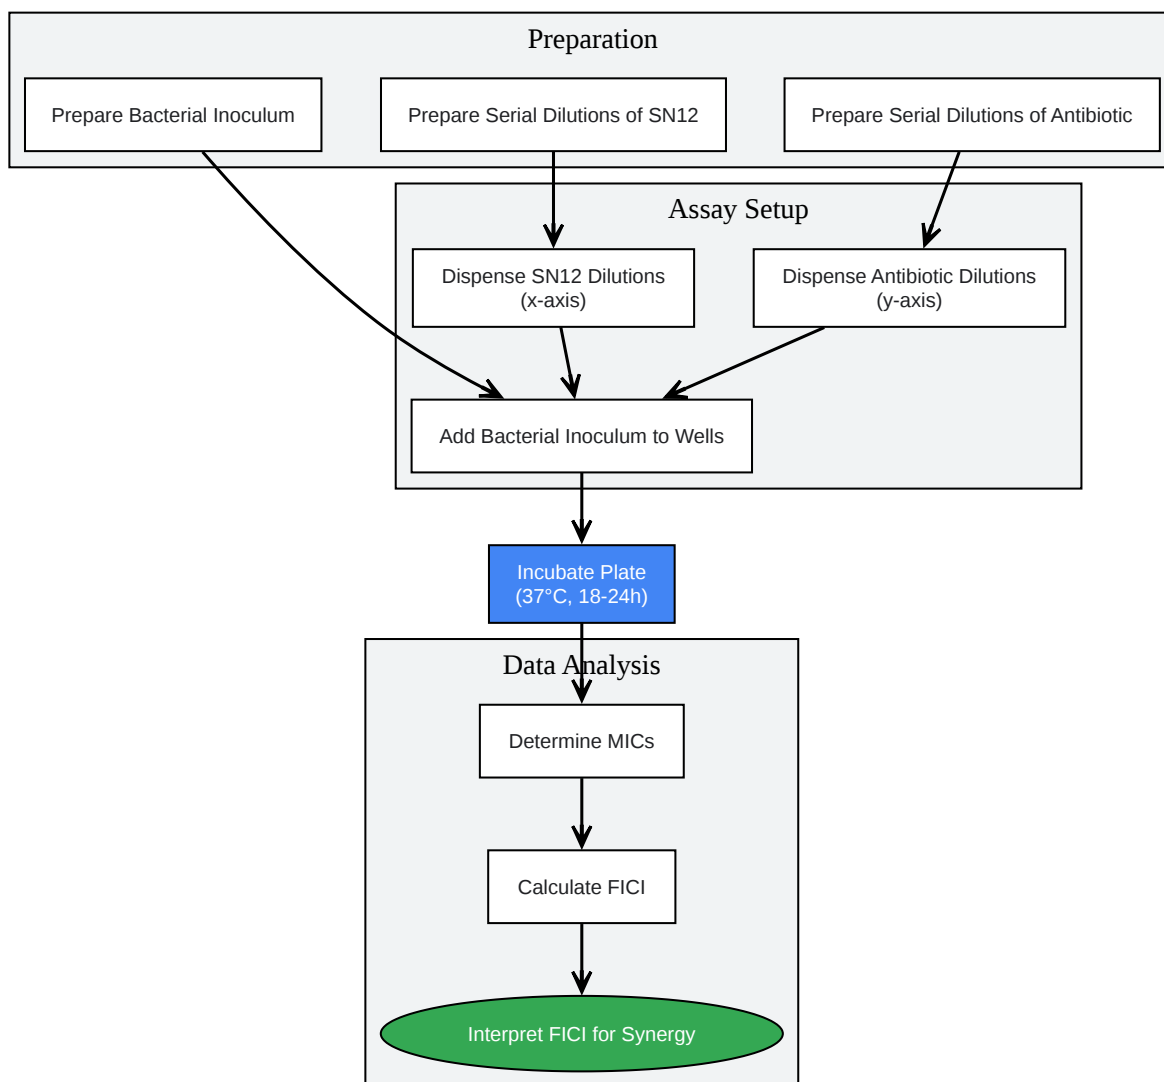 Preparation
Prepare Bacterial Inoculum
Prepare Serial Dilutions of SN12
Prepare Serial Dilutions of Antibiotic
Assay Setup
Dispense SN12 Dilutions
(x-axis)
Dispense Antibiotic Dilutions
(y-axis)
Add Bacterial Inoculum to Wells
Incubate Plate
(37°C, 18-24h)
Data Analysis
Determine MICs
Calculate FICI
Interpret FICI for Synergy